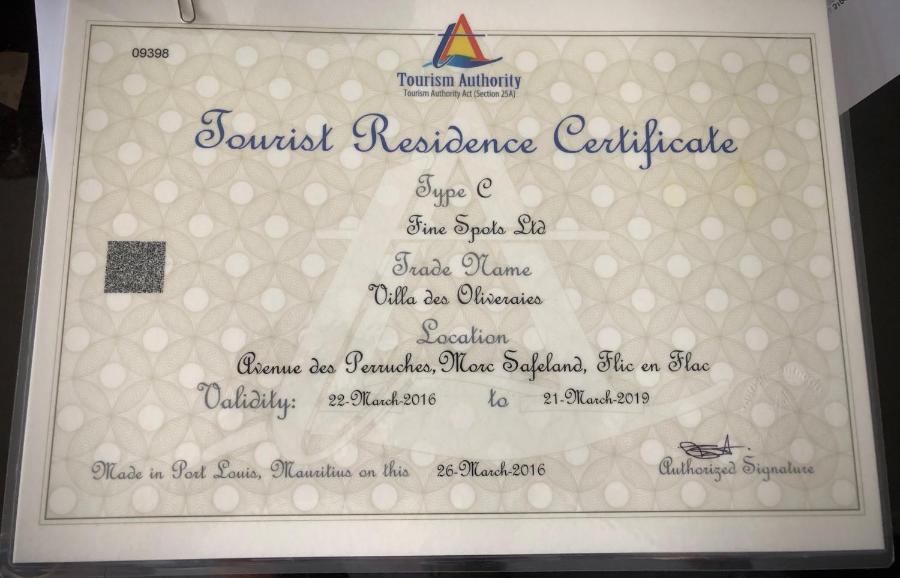 09398
Tourism Authority
Tourism Authority Act (Section 25A)
Tourist Residence Certificate
Type C
Fine Spots Ltd
Trade Name
Villa des Oliveraies
Location
Avenue des Perruches, Morc Safeland, Flic en Flac
Validity: 22-March-2016 to 21-March-2019
Made in Port Louis, Mauritius on this 26-March-2016
Authorized Signature